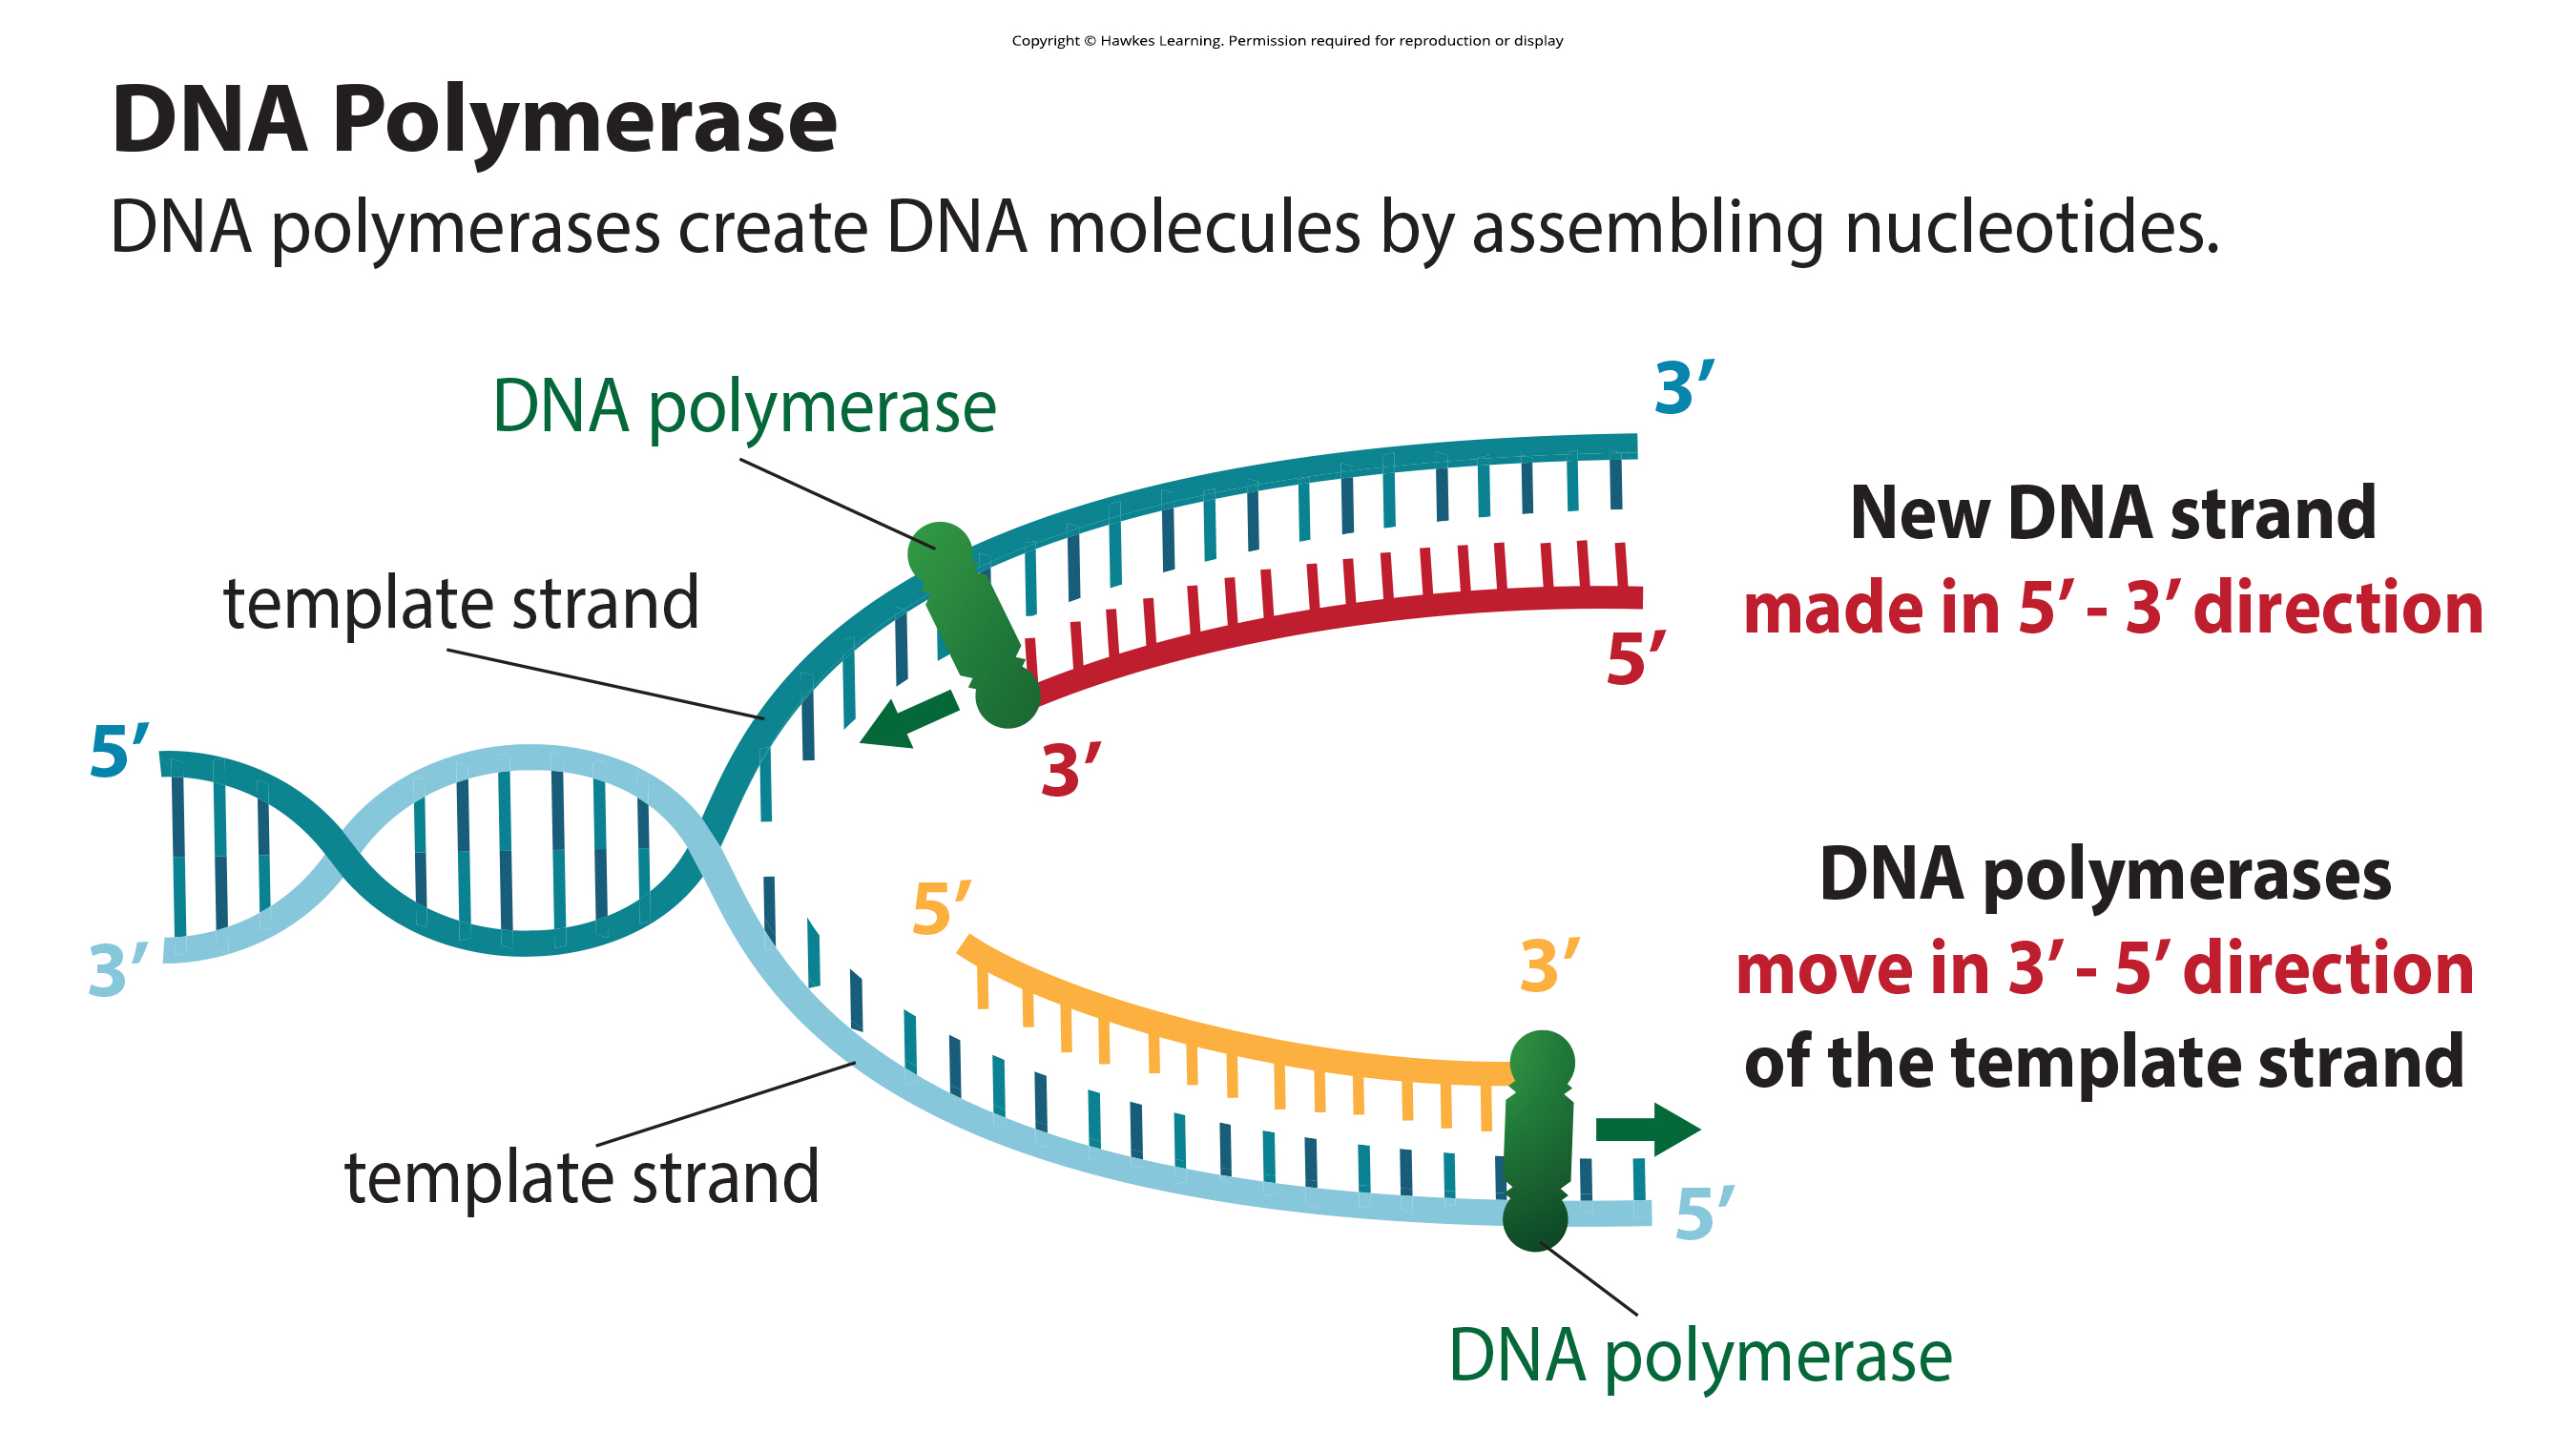 Copyright © Hawkes Learning. Permission required for reproduction or display
DNA Polymerase
DNA polymerases create DNA molecules by assembling nucleotides.
DNA polymerase
3′
template strand
New DNA strand
made in 5′ - 3′ direction
5′
5′
3′
3′
5′
3′
DNA polymerases
move in 3′ - 5′ direction
of the template strand
template strand
5′
DNA polymerase